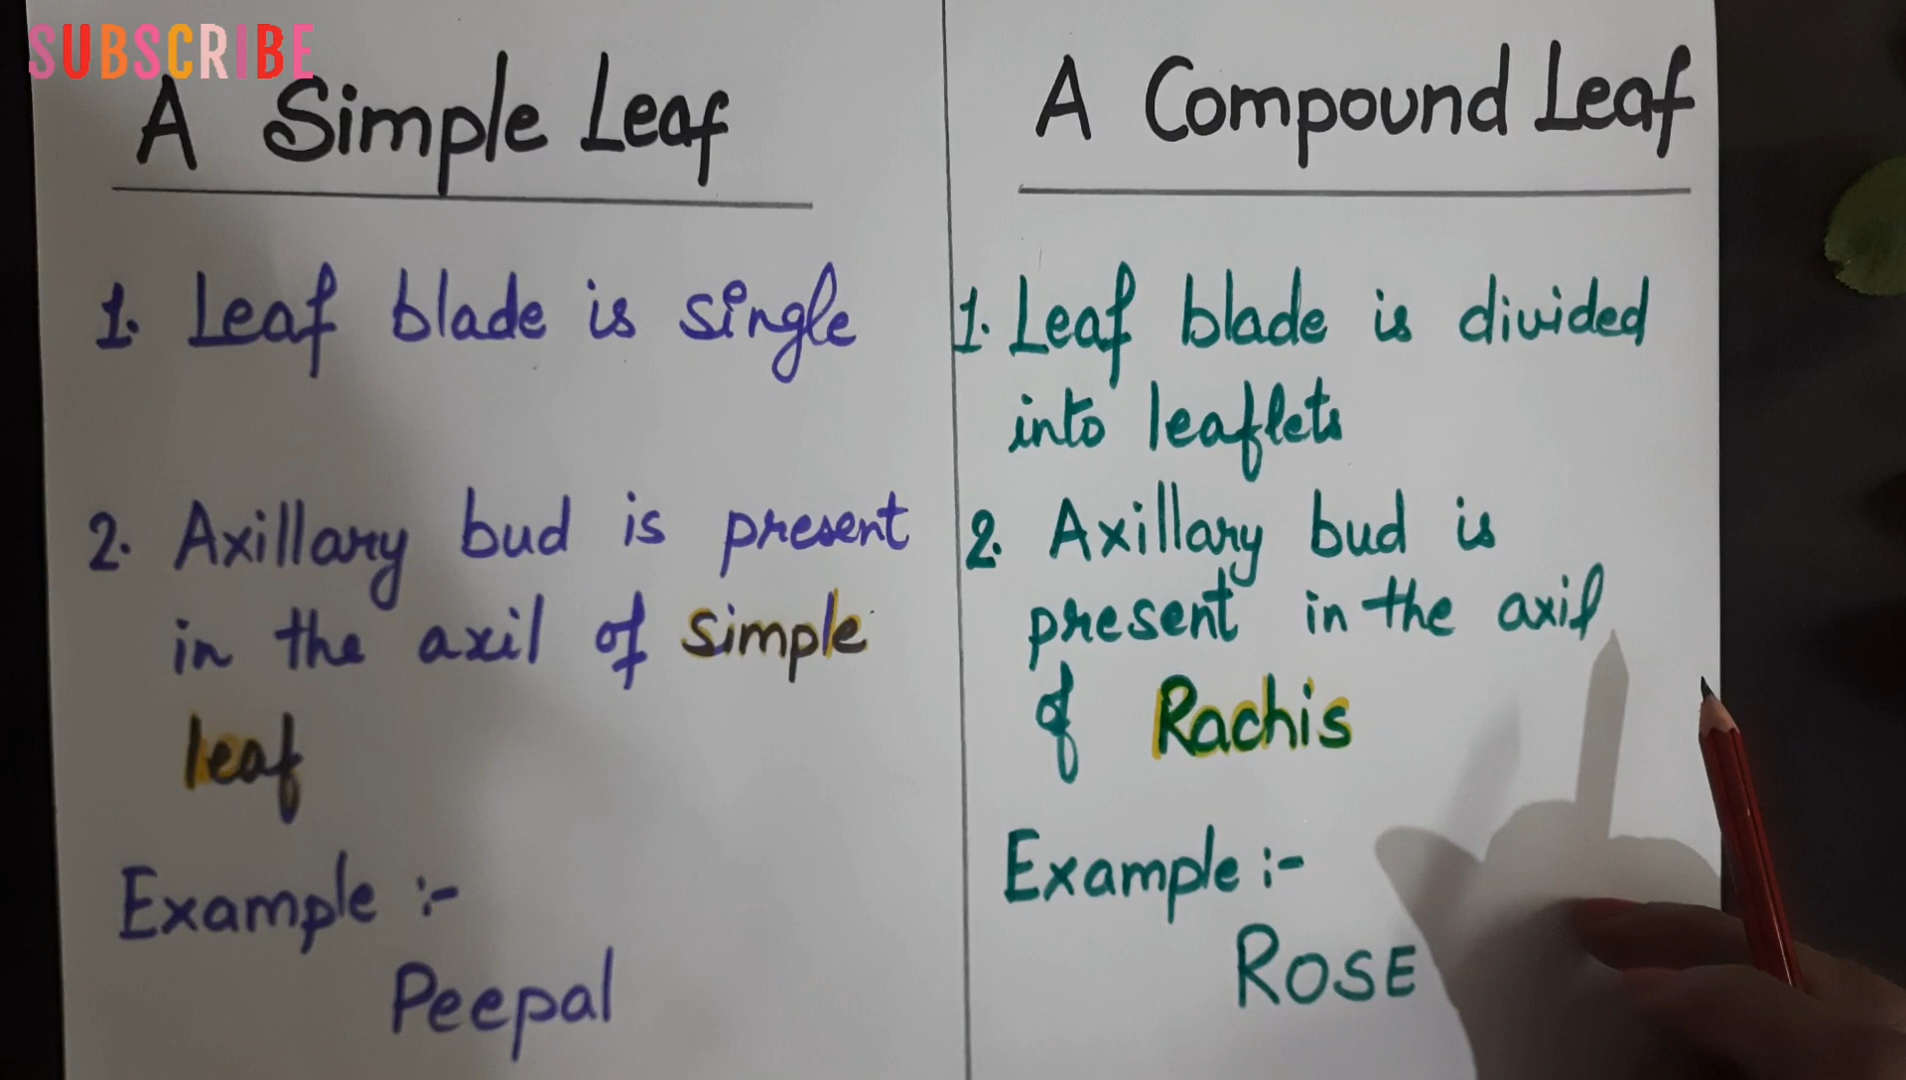 SUBSCRIBE
A Simple Leaf
1. Leaf blade is single
2. Axillary bud is present
in the axil of simple
leaf
Example :-
Peepal
A Compound Leaf
1. Leaf blade is divided
into leaflets
2. Axillary bud is
present in the axil
of Rachis
Example :-
ROSE